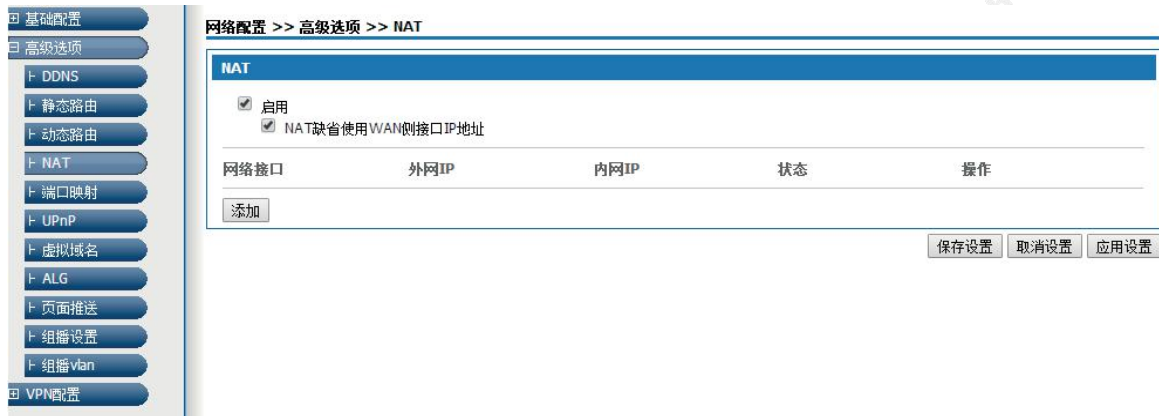 基础配置
高级选项
DDNS
静态路由
动态路由
NAT
端口映射
UPnP
虚拟域名
ALG
页面推送
组播设置
组播vlan
VPN配置
网络配置 >> 高级选项 >> NAT
NAT
启用
NAT缺省使用WAN侧接口IP地址
网络接口 外网IP 内网IP 状态 操作
添加
保存设置 取消设置 应用设置